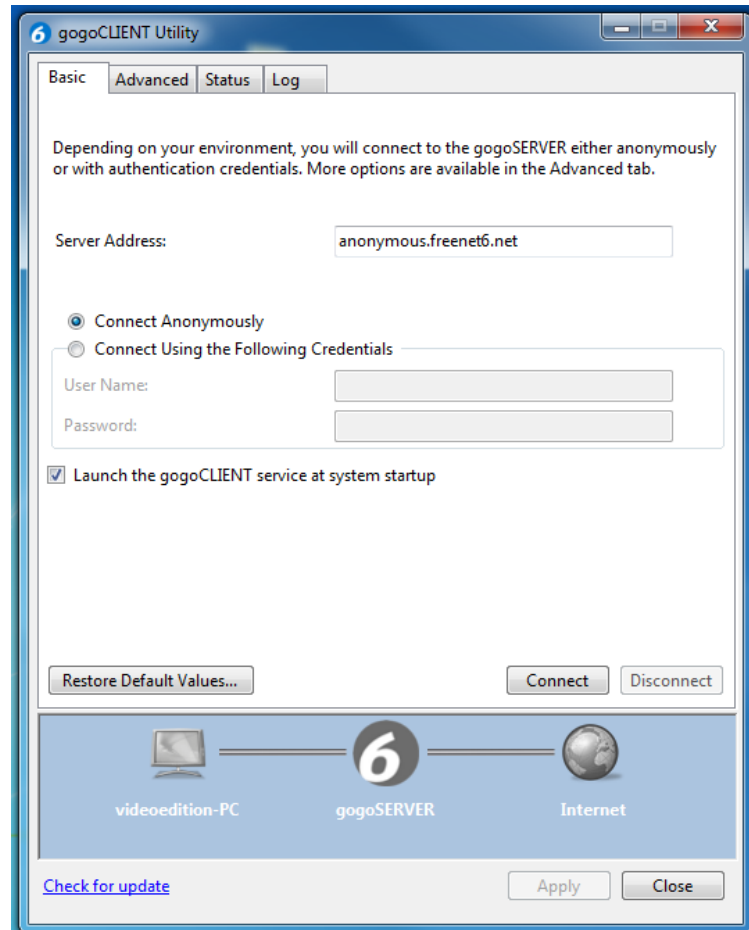 gogoCLIENT Utility
Basic Advanced Status Log
Depending on your environment, you will connect to the gogoSERVER either anonymously
or with authentication credentials. More options are available in the Advanced tab.
Server Address: anonymous.freenet6.net
Connect Anonymously
Connect Using the Following Credentials
User Name:
Password:
Launch the gogoCLIENT service at system startup
Restore Default Values... Connect Disconnect
6
videoedition-PC gogoSERVER Internet
Check for update Apply Close